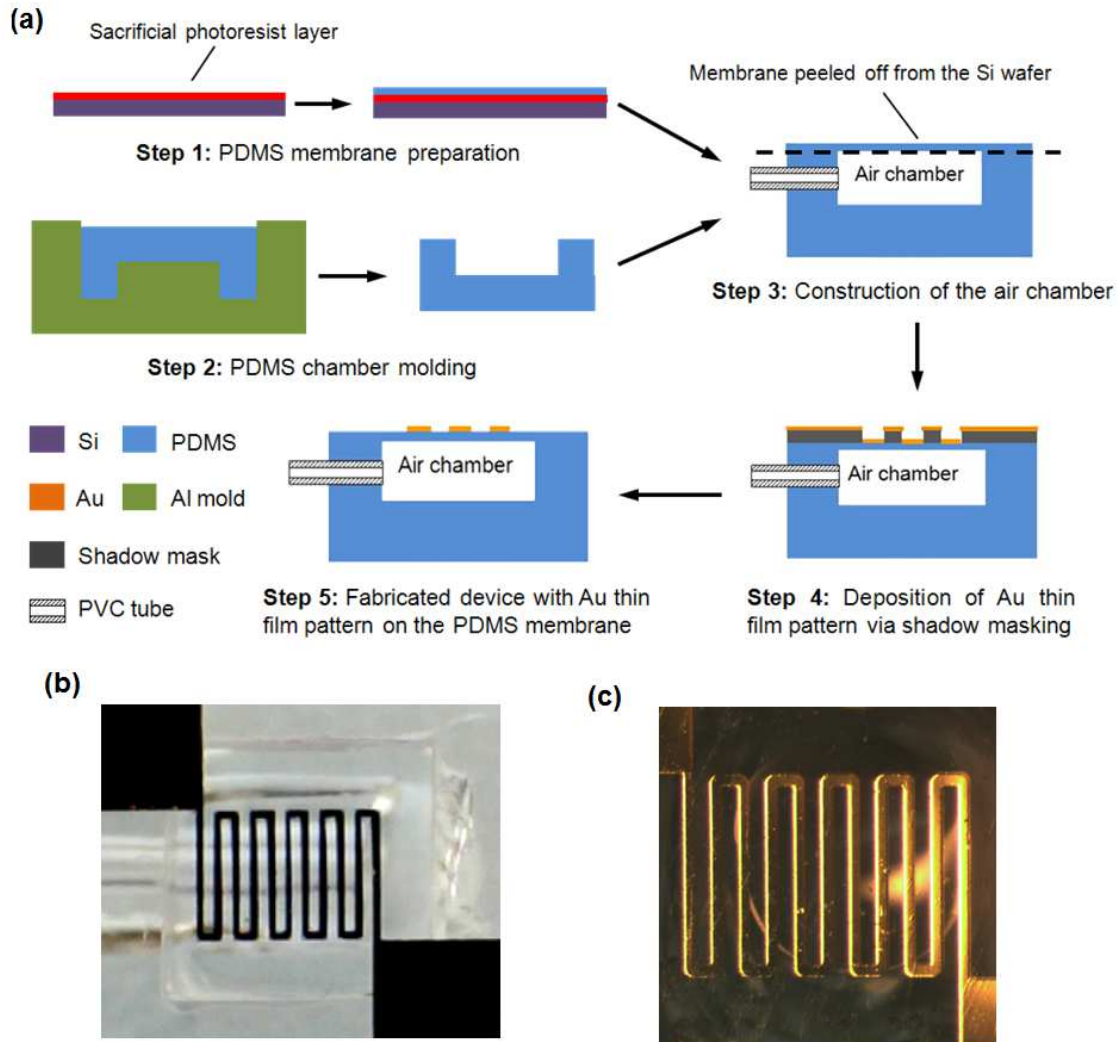 (a)
Sacrificial photoresist layer
Step 1: PDMS membrane preparation
Membrane peeled off from the Si wafer
Air chamber
Step 2: PDMS chamber molding
Step 3: Construction of the air chamber
Si
PDMS
Au
Al mold
Shadow mask
PVC tube
Air chamber
Step 5: Fabricated device with Au thin
film pattern on the PDMS membrane
Air chamber
Step 4: Deposition of Au thin
film pattern via shadow masking
(b)
(c)